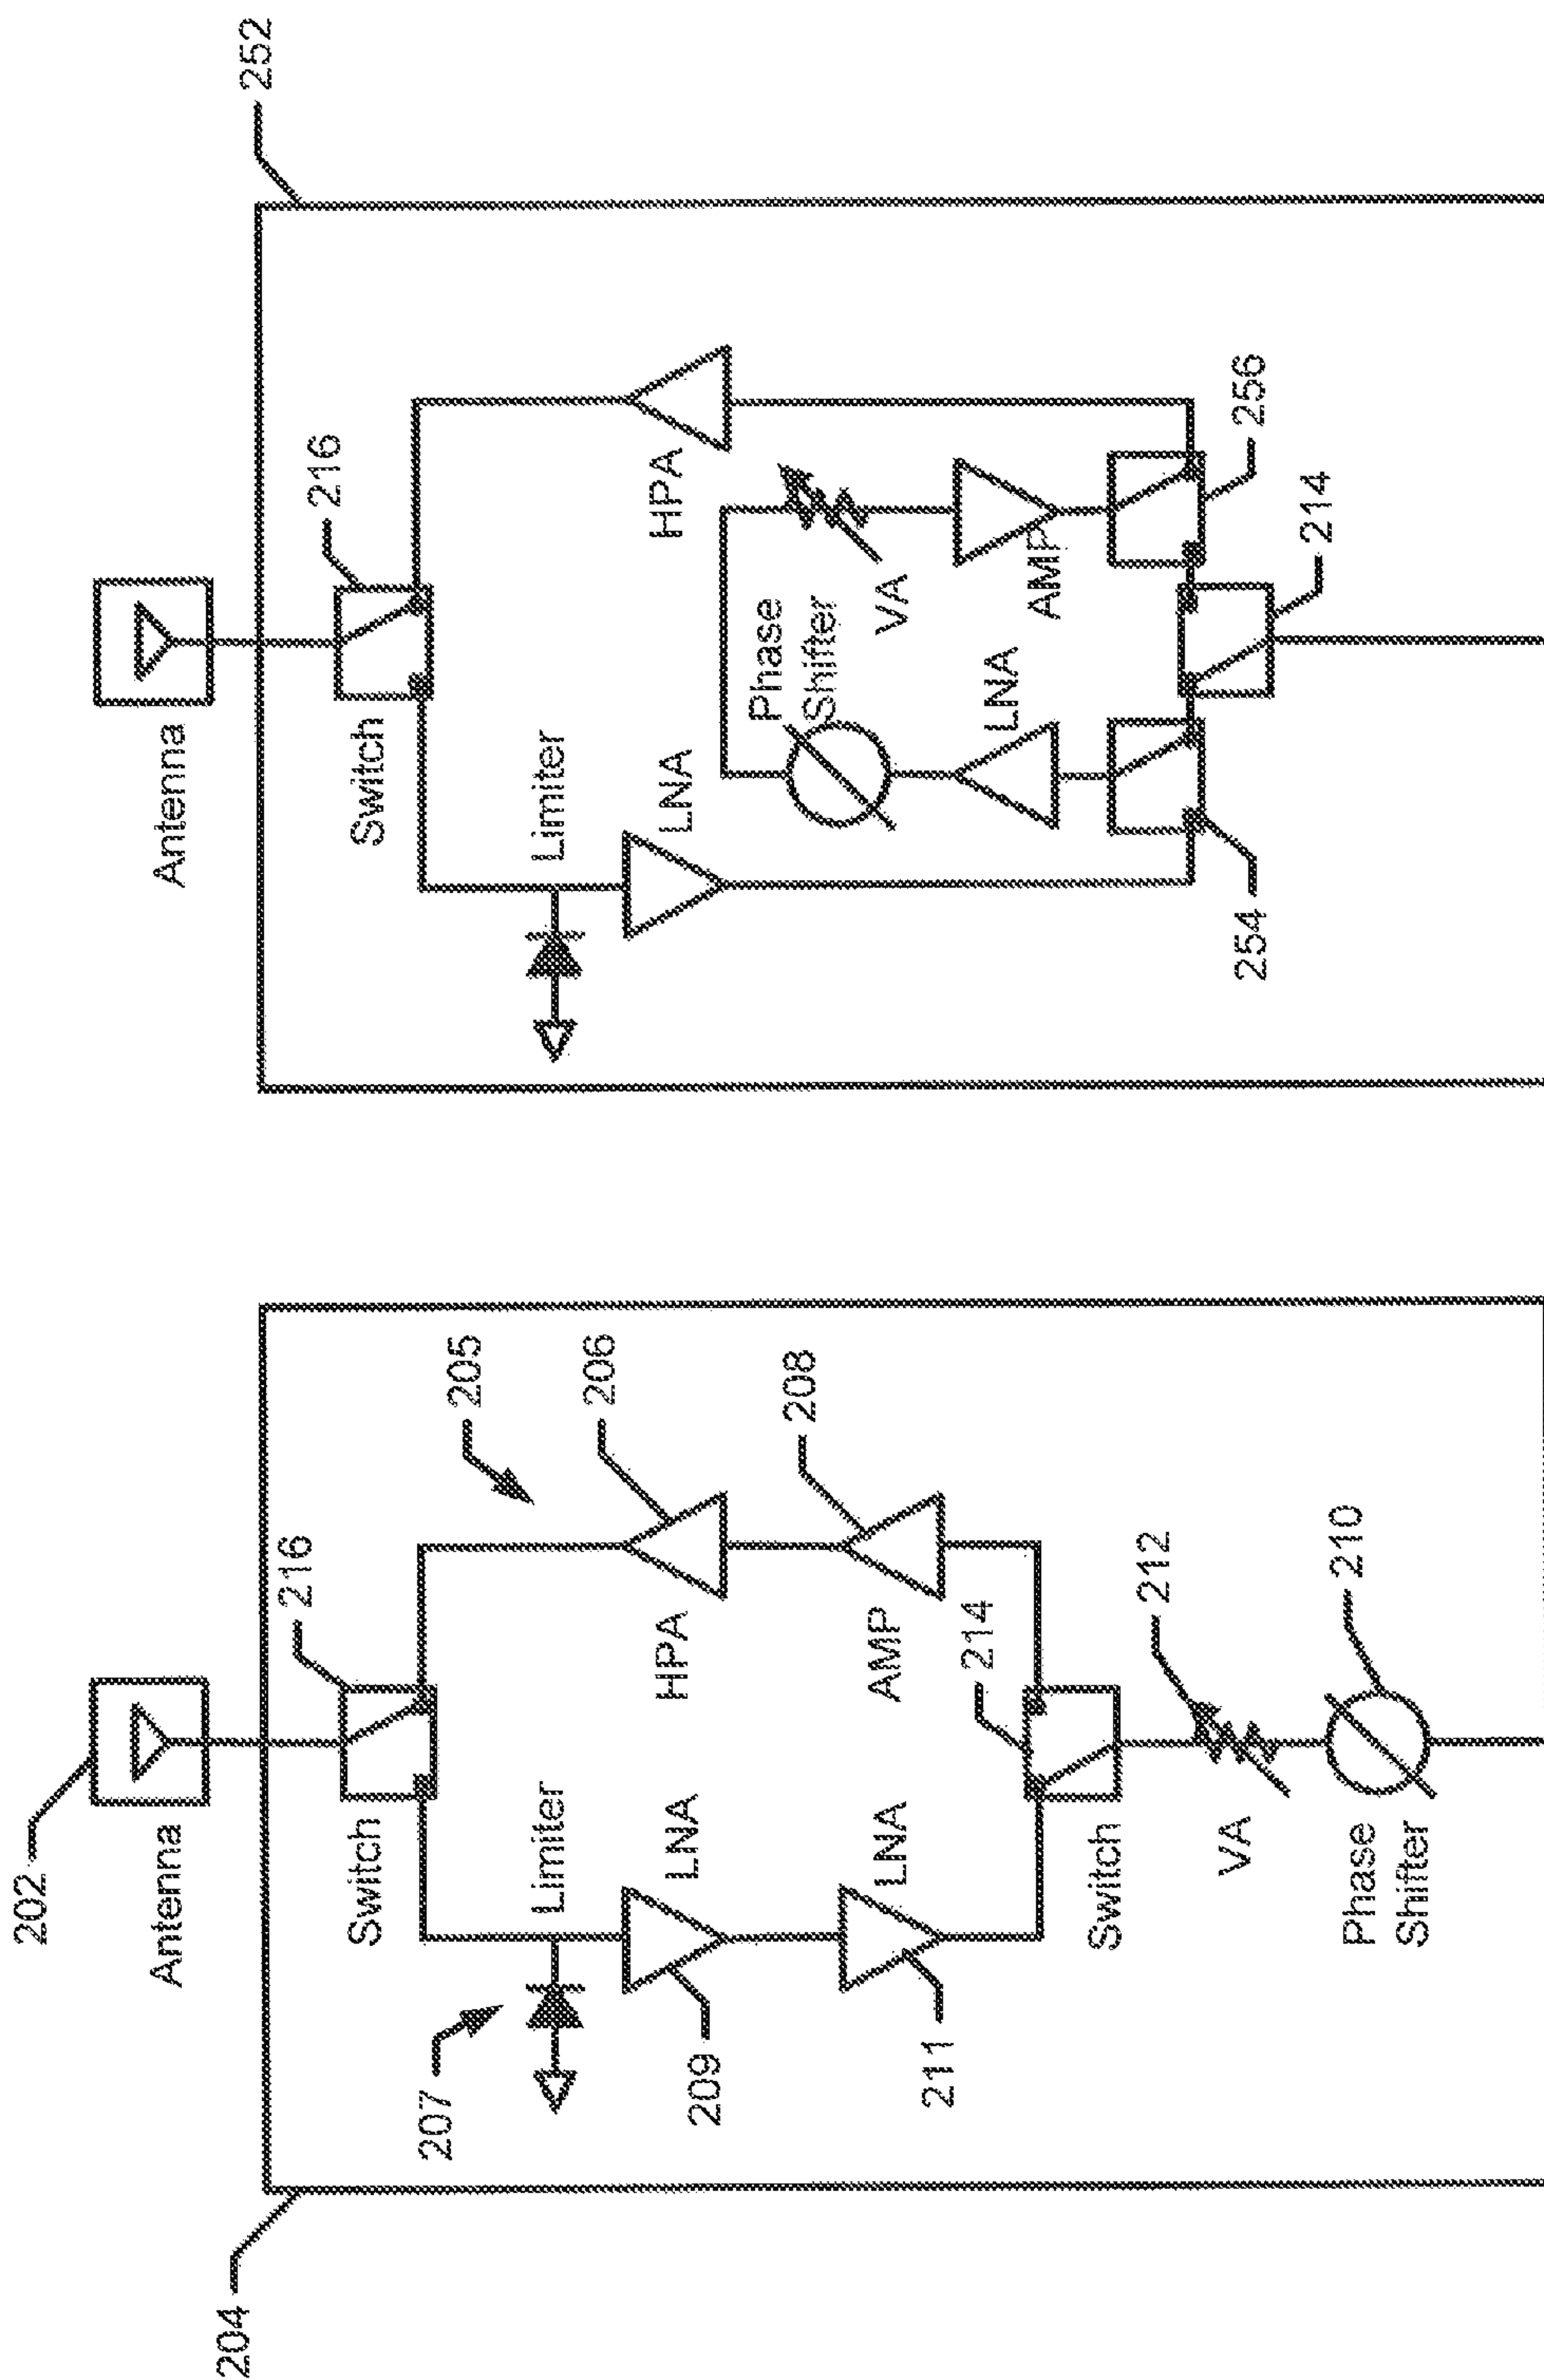 202
Antenna
204
216
Switch
205
207
Limiter
206
HPA
LNA
209
208
AMP
LNA
211
214
Switch
212
VA
210
Phase
Shifter
Antenna
252
216
Switch
Limiter
LNA
HPA
Phase
Shifter
VA
LNA
AMP
254
256
214